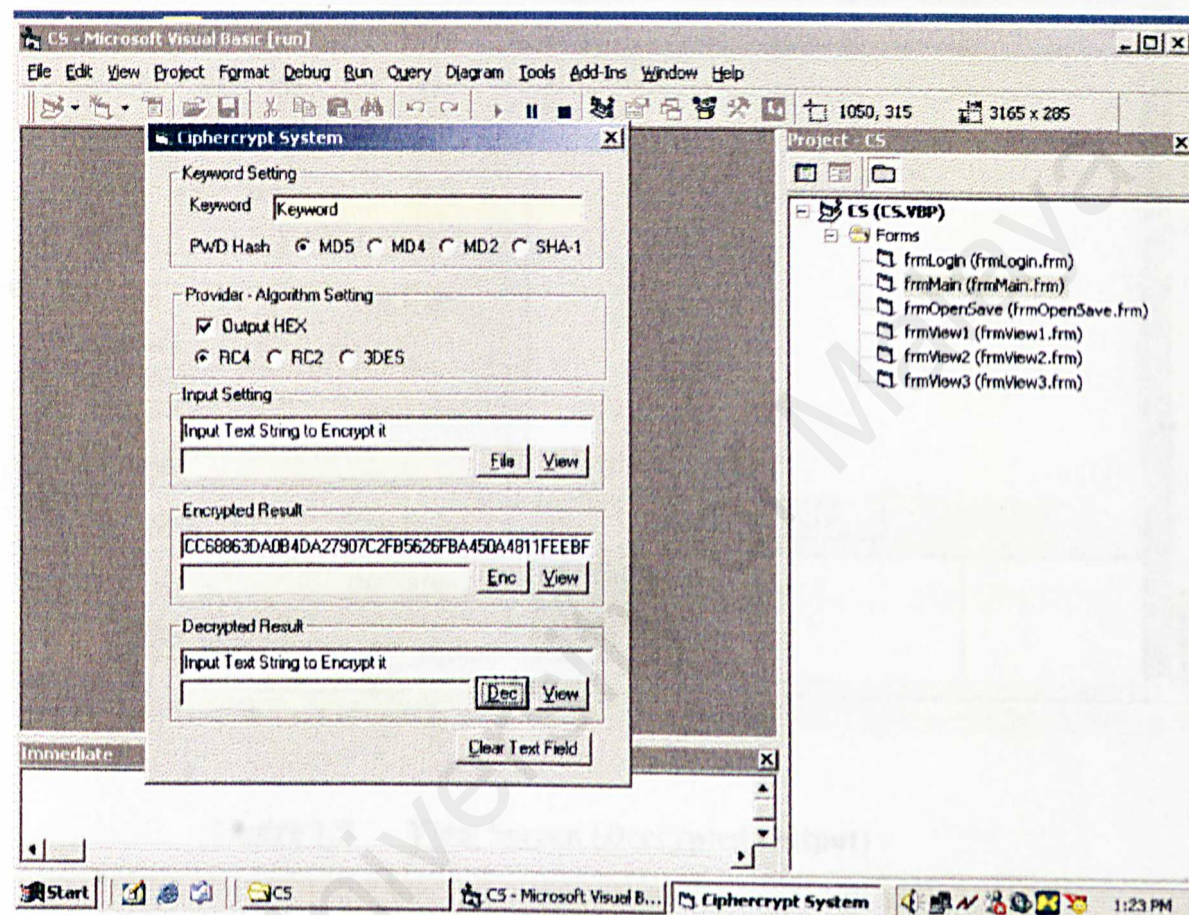 CS - Microsoft Visual Basic [run]
File Edit View Project Format Debug Run Query Diagram Tools Add-Ins Window Help
1050, 315 3165 x 285
Ciphercrypt System
Keyword Setting
Keyword Keyword
PWD Hash MD5 MD4 MD2 SHA-1
Provider - Algorithm Setting
Output HEX
RC4 RC2 3DES
Input Setting
Input Text String to Encrypt it
File View
Encrypted Result
CC68863DA0B4DA27907C2FB5626FBA450A4811FEEBF
Enc View
Decrypted Result
Input Text String to Encrypt it
Dec View
Clear Text Field
Project - CS
CS (CS.VBP)
Forms
frmLogin (frmLogin.frm)
frmMain (frmMain.frm)
frmOpenSave (frmOpenSave.frm)
frmView1 (frmView1.frm)
frmView2 (frmView2.frm)
frmView3 (frmView3.frm)
Immediate
Start CS CS - Microsoft Visual B... Ciphercrypt System 1:23 PM